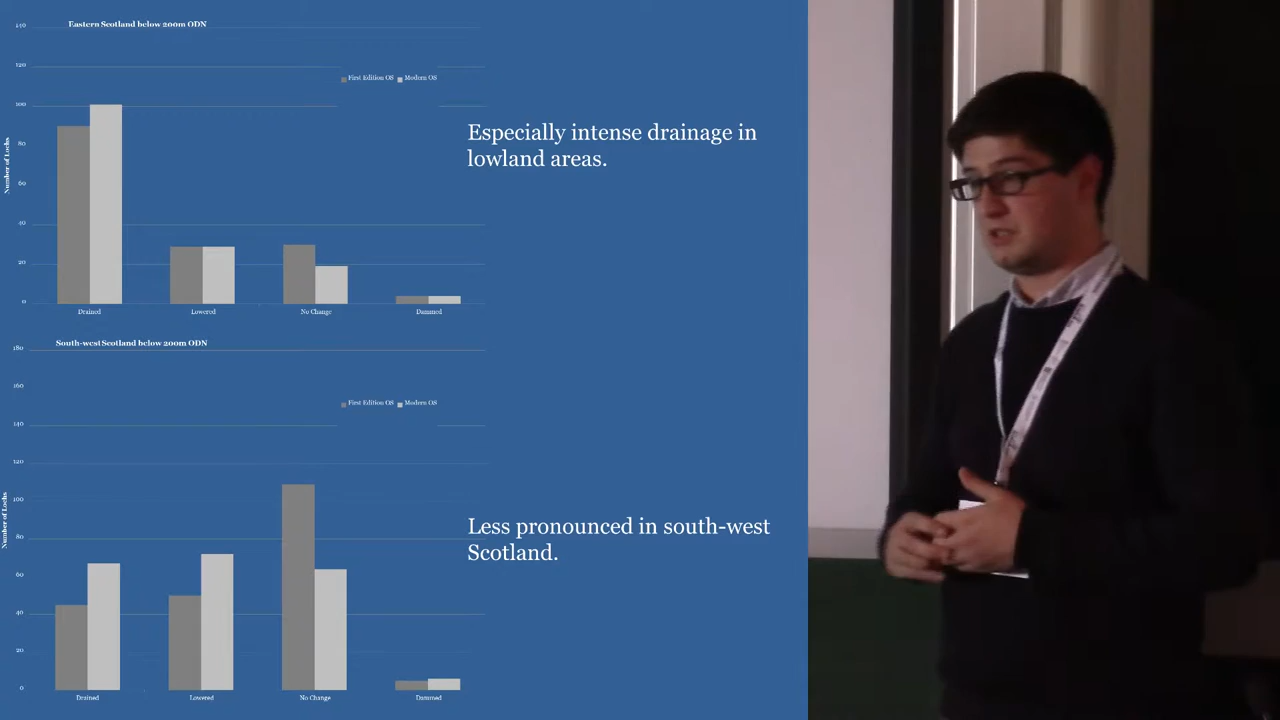 Eastern Scotland below 200m ODN
140
120
100
80
60
40
20
0
Number of Lochs
First Edition OS
Modern OS
Drained
Lowered
No Change
Dammed
Especially intense drainage in
lowland areas.
South-west Scotland below 200m ODN
180
160
140
120
100
80
60
40
20
0
Number of Lochs
First Edition OS
Modern OS
Drained
Lowered
No Change
Dammed
Less pronounced in south-west
Scotland.